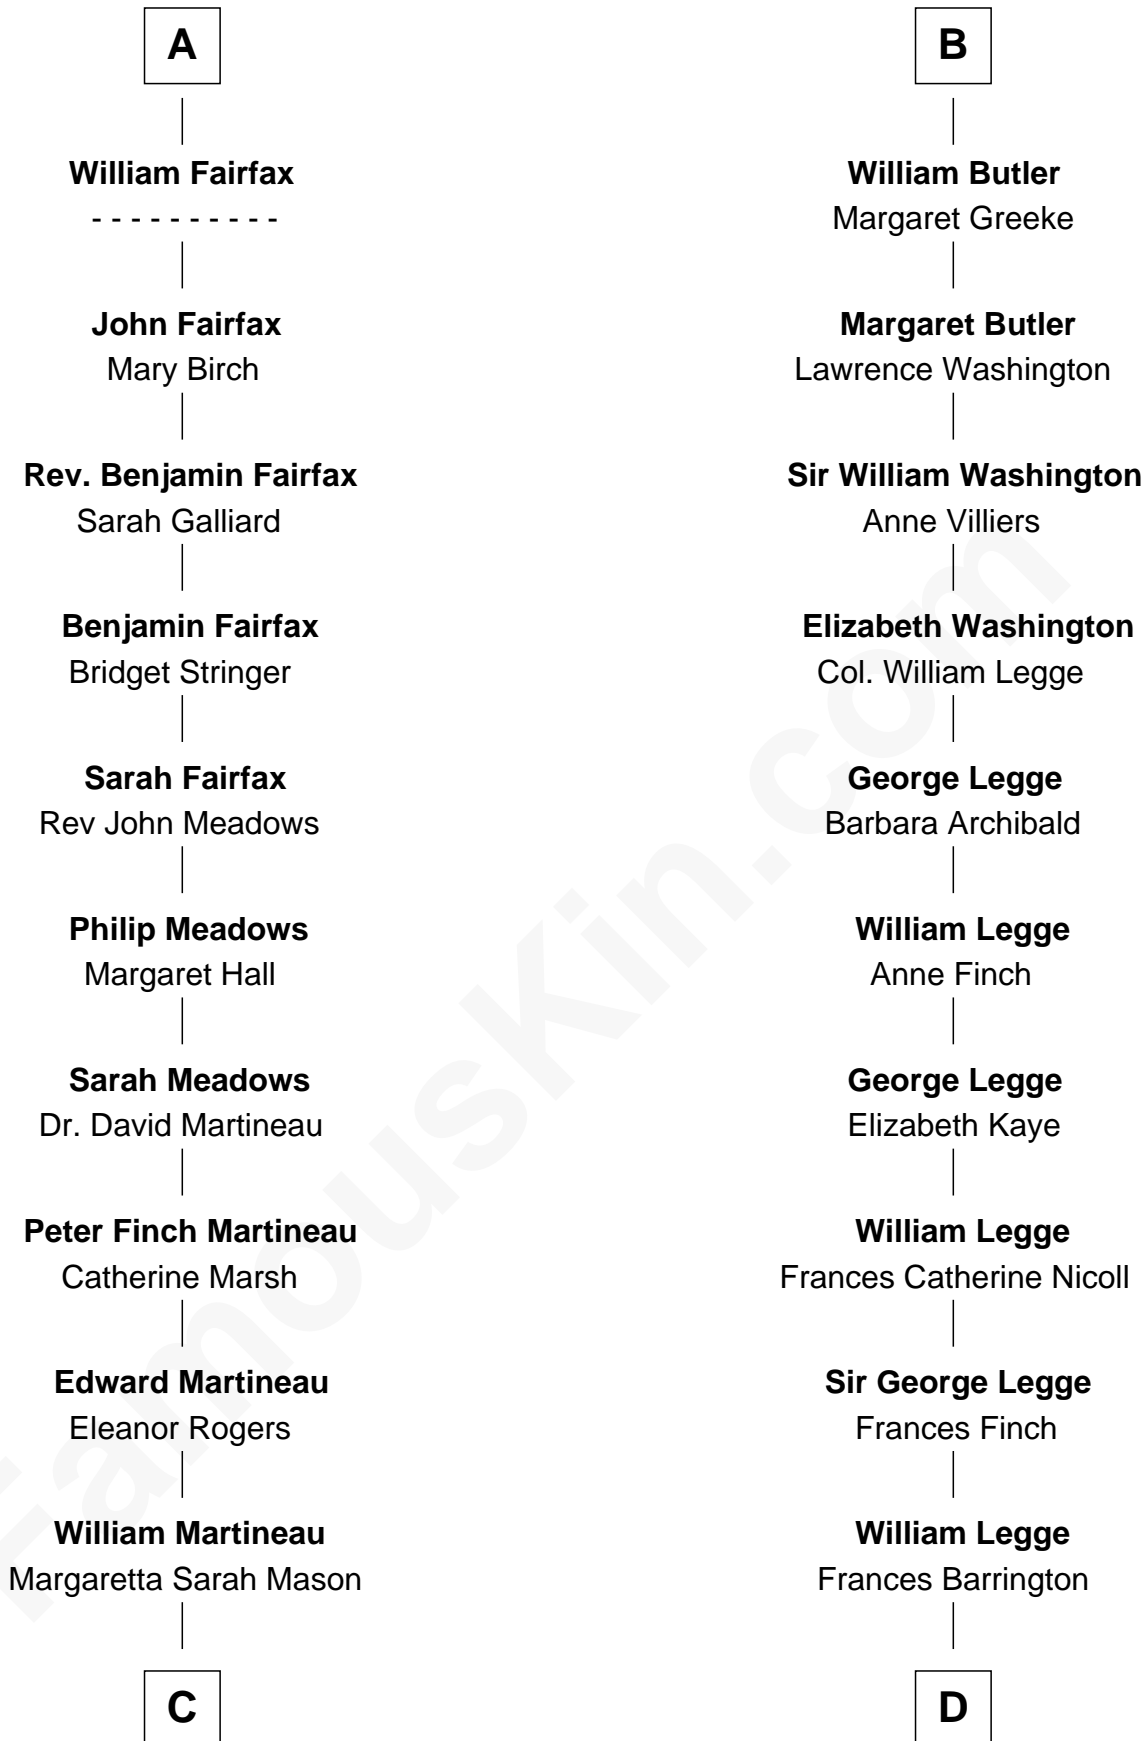 A
William Fairfax
- - - - - - - - - -
John Fairfax
Mary Birch
Rev. Benjamin Fairfax
Sarah Galliard
Benjamin Fairfax
Bridget Stringer
Sarah Fairfax
Rev John Meadows
Philip Meadows
Margaret Hall
Sarah Meadows
Dr. David Martineau
Peter Finch Martineau
Catherine Marsh
Edward Martineau
Eleanor Rogers
William Martineau
Margaretta Sarah Mason
C
B
William Butler
Margaret Greeke
Margaret Butler
Lawrence Washington
Sir William Washington
Anne Villiers
Elizabeth Washington
Col. William Legge
George Legge
Barbara Archibald
William Legge
Anne Finch
George Legge
Elizabeth Kaye
William Legge
Frances Catherine Nicoll
Sir George Legge
Frances Finch
William Legge
Frances Barrington
D
FamousKin.com